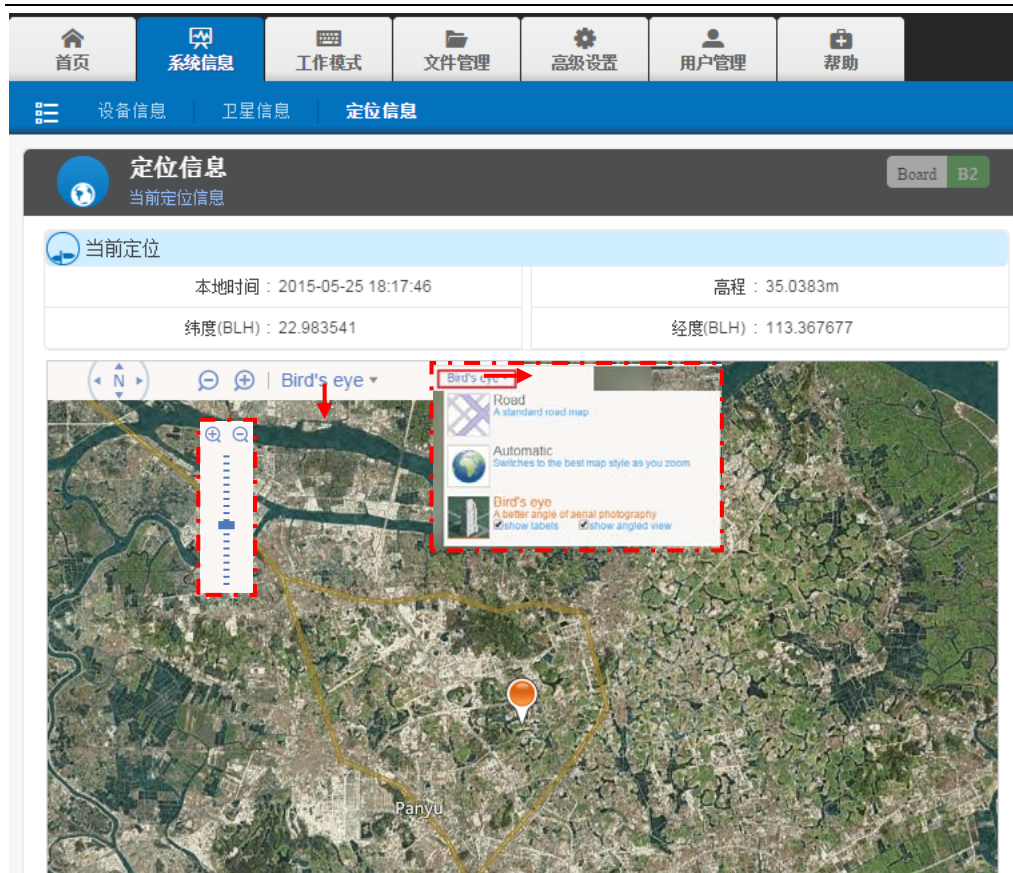 首页 系统信息 工作模式 文件管理 高级设置 用户管理 帮助
设备信息 卫星信息 定位信息
定位信息
当前定位信息
Board B2
当前定位
本地时间 : 2015-05-25 18:17:46 高程 : 35.0383m
纬度(BLH) : 22.983541 经度(BLH) : 113.367677
N Bird's eye
Bird's eye
Road
A standard road map
Automatic
Switches to the best map style as you zoom
Bird's eye
A better angle of aerial photography
show labels show angled view
Panyu